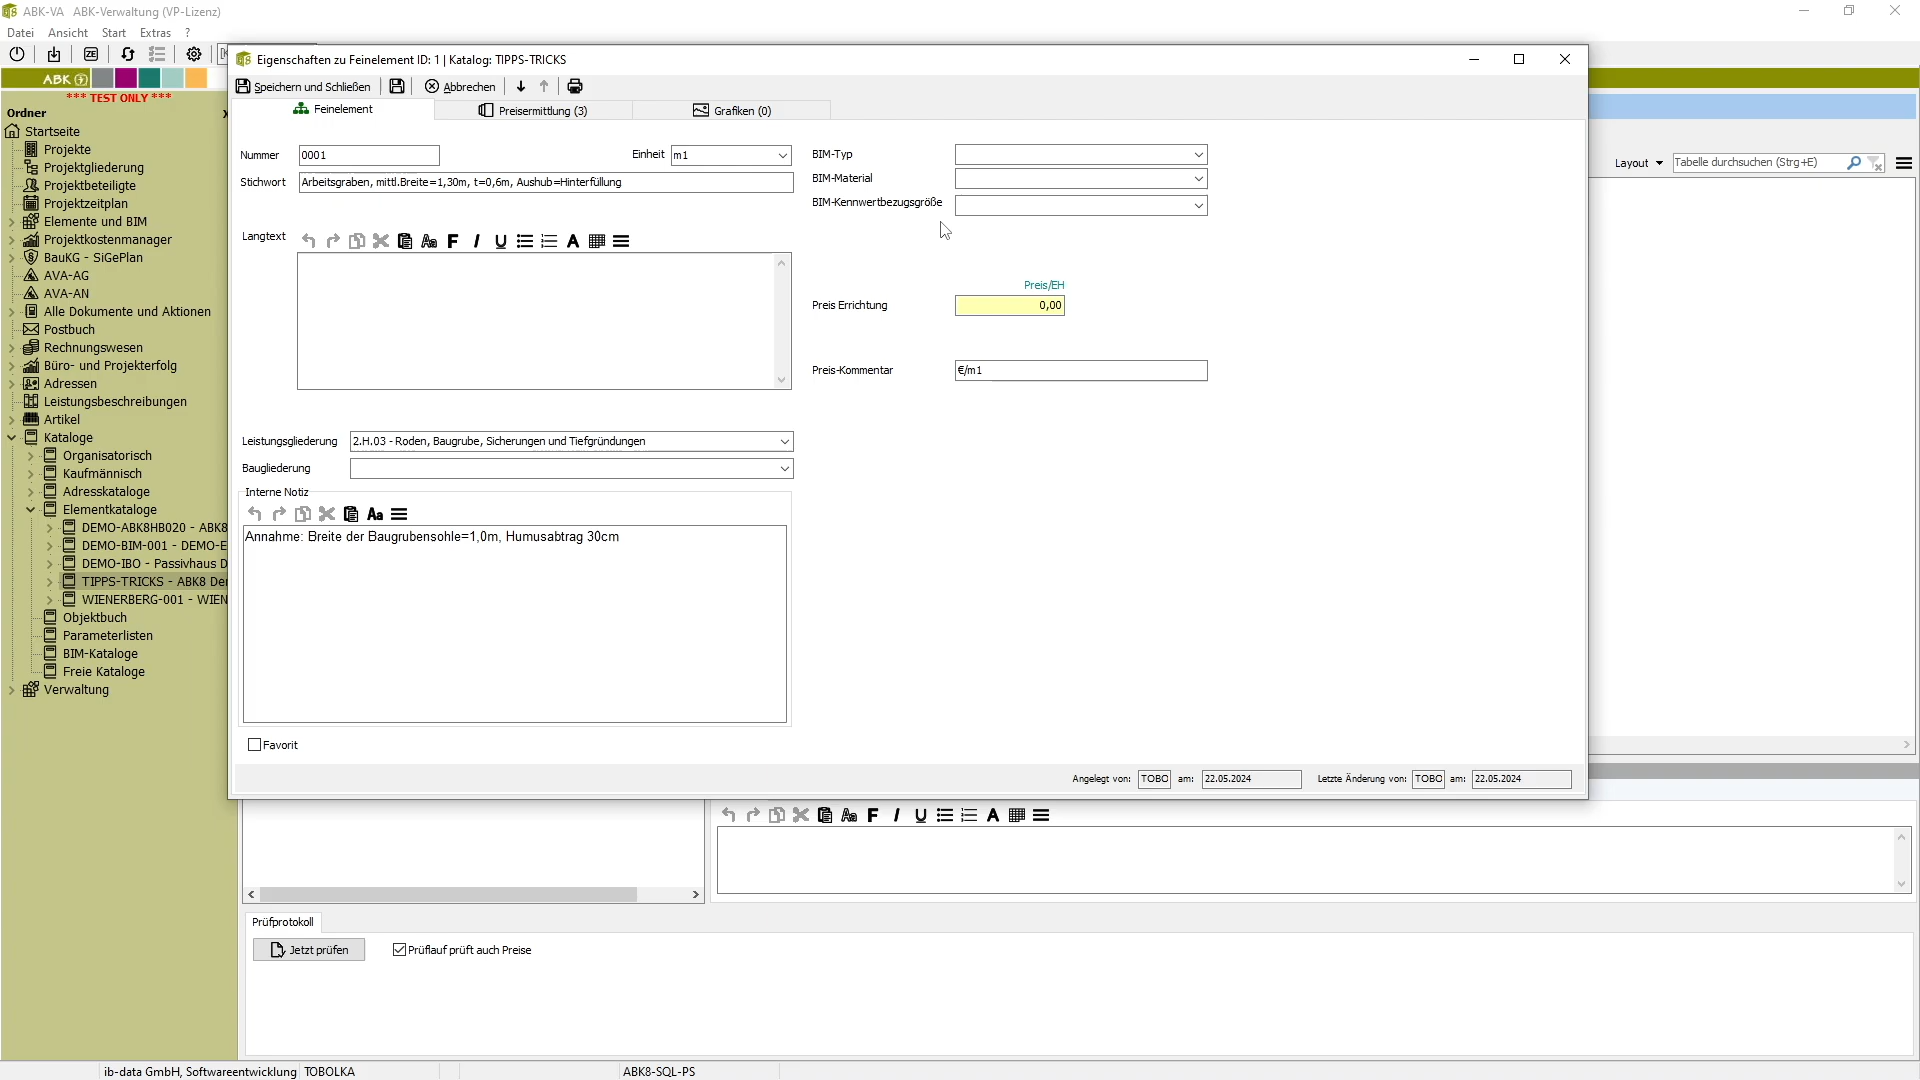 ABK-VA ABK-Verwaltung (VP-Lizenz)
Datei Ansicht Start Extras ?
ZE
ABK
*** TEST ONLY ***
Ordner
Startseite
Projekte
Projektgliederung
Projektbeteiligte
Projektzeitplan
Elemente und BIM
Projektkostenmanager
BauKG - SiGePlan
AVA-AG
AVA-AN
Alle Dokumente und Aktionen
Postbuch
Rechnungswesen
Büro- und Projekterfolg
Adressen
Leistungsbeschreibungen
Artikel
Kataloge
Organisatorisch
Kaufmännisch
Adresskataloge
Elementkataloge
DEMO-ABK8HB020 - ABK8
DEMO-BIM-001 - DEMO-E
DEMO-IBO - Passivhaus D
TIPPS-TRICKS - ABK8 De
WIENERBERG-001 - WIEN
Objektbuch
Parameterlisten
BIM-Kataloge
Freie Kataloge
Verwaltung
Eigenschaften zu Feinelement ID: 1 | Katalog: TIPPS-TRICKS
Speichern und Schließen Abbrechen
Feinelement Preisermittlung (3) Grafiken (0)
Nummer 0001 Einheit m1
Stichwort Arbeitsgraben, mittl.Breite=1,30m, t=0,6m, Aushub=Hinterfüllung
Langtext
Leistungsgliederung 2.H.03 - Roden, Baugrube, Sicherungen und Tiefgründungen
Baugliederung
Interne Notiz
Annahme: Breite der Baugrubensohle=1,0m, Humusabtrag 30cm
Favorit
BIM-Typ
BIM-Material
BIM-Kennwertbezugsgröße
Preis/EH
Preis Errichtung 0,00
Preis-Kommentar €/m1
Angelegt von: TOBO am: 22.05.2024 Letzte Änderung von: TOBO am: 22.05.2024
Layout Tabelle durchsuchen (Strg+E)
Prüfprotokoll
Jetzt prüfen Prüflauf prüft auch Preise
ib-data GmbH, Softwareentwicklung TOBOLKA ABK8-SQL-PS